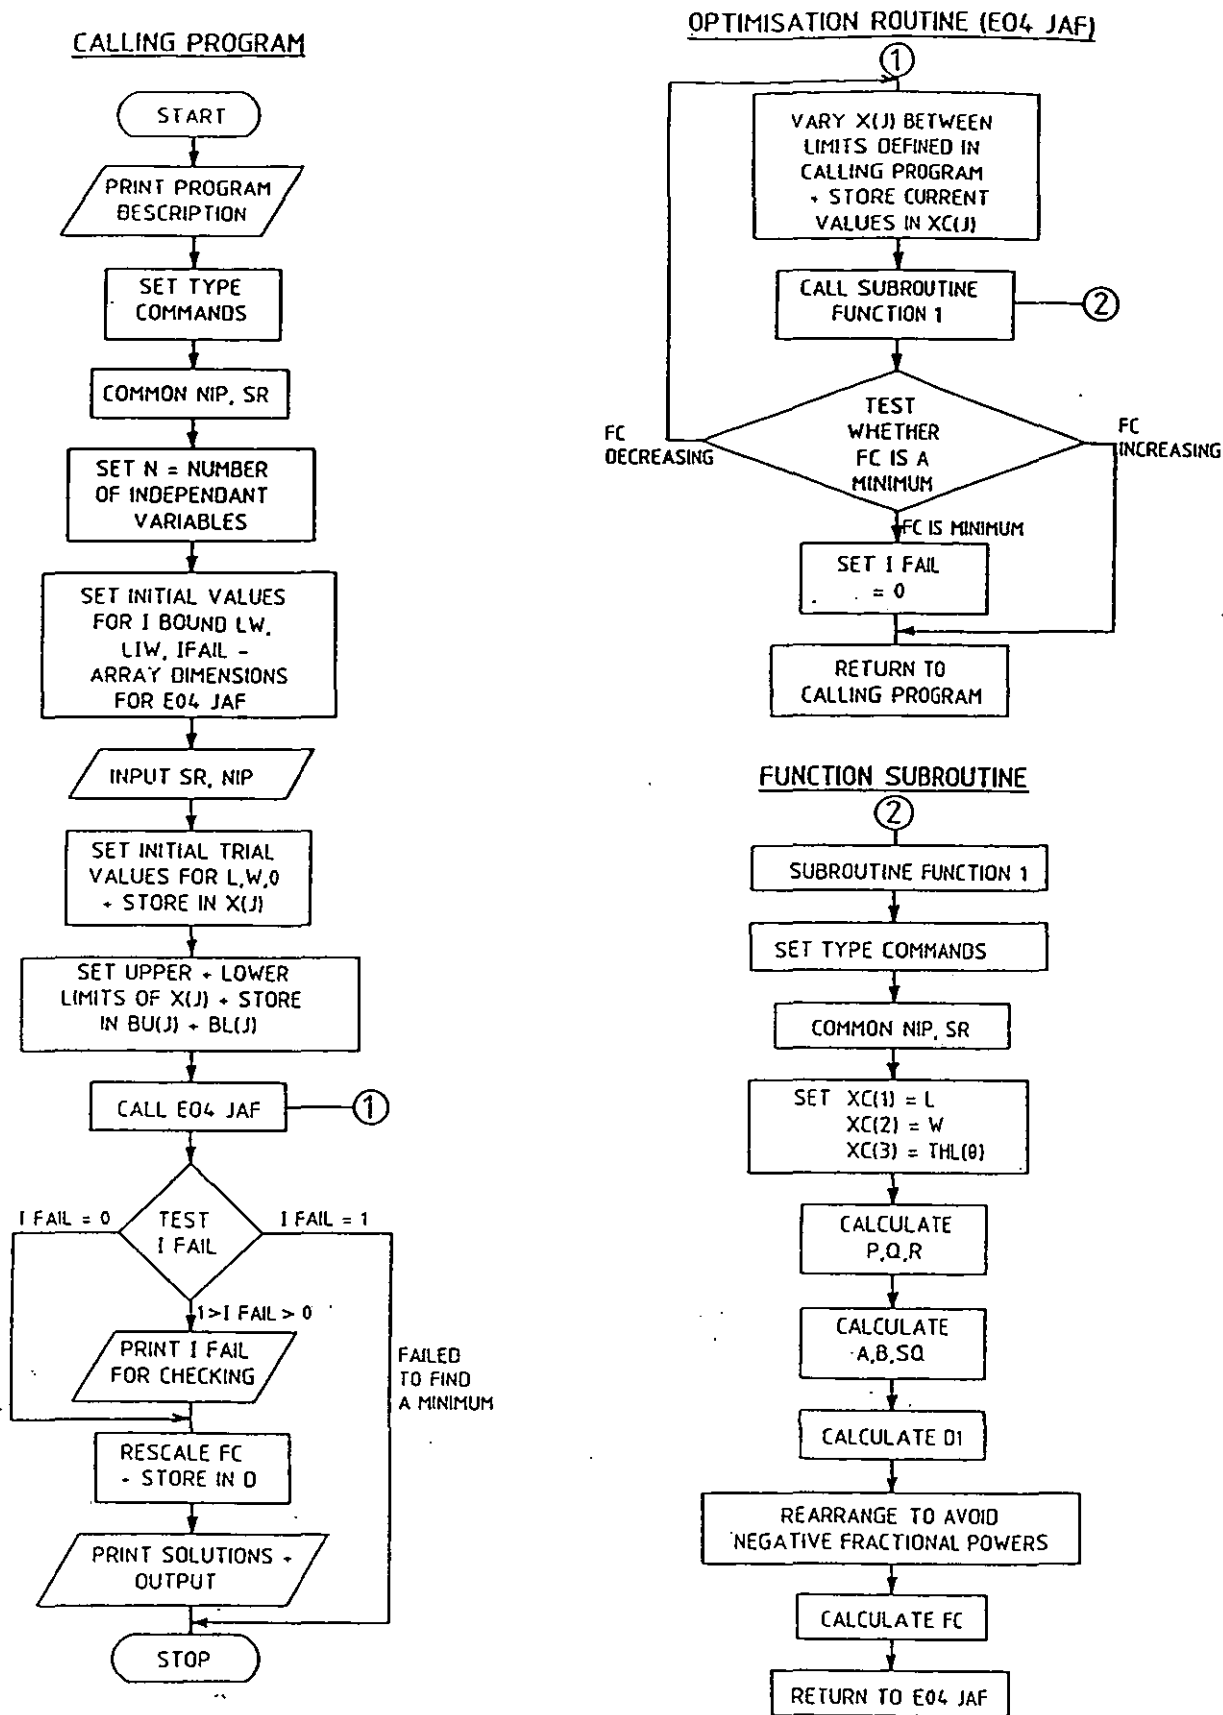 CALLING PROGRAM
START
PRINT PROGRAM
DESCRIPTION
SET TYPE
COMMANDS
COMMON NIP, SR
SET N = NUMBER
OF INDEPENDANT
VARIABLES
SET INITIAL VALUES
FOR I BOUND LW,
LIW, IFAIL -
ARRAY DIMENSIONS
FOR E04 JAF
INPUT SR, NIP
SET INITIAL TRIAL
VALUES FOR L,W,0
+ STORE IN X(J)
SET UPPER + LOWER
LIMITS OF X(J) + STORE
IN BU(J) + BL(J)
CALL E04 JAF
1
TEST
I FAIL
I FAIL = 0
I FAIL = 1
1>I FAIL > 0
PRINT I FAIL
FOR CHECKING
FAILED
TO FIND
A MINIMUM
RESCALE FC
- STORE IN D
PRINT SOLUTIONS -
OUTPUT
STOP
OPTIMISATION ROUTINE (E04 JAF)
1
VARY X(J) BETWEEN
LIMITS DEFINED IN
CALLING PROGRAM
+ STORE CURRENT
VALUES IN XC(J)
CALL SUBROUTINE
FUNCTION 1
2
TEST
WHETHER
FC IS A
MINIMUM
FC
DECREASING
FC
INCREASING
FC IS MINIMUM
SET I FAIL
= 0
RETURN TO
CALLING PROGRAM
FUNCTION SUBROUTINE
2
SUBROUTINE FUNCTION 1
SET TYPE COMMANDS
COMMON NIP, SR
SET XC(1) = L
XC(2) = W
XC(3) = THL(θ)
CALCULATE
P,Q,R
CALCULATE
A,B,SQ
CALCULATE D1
REARRANGE TO AVOID
NEGATIVE FRACTIONAL POWERS
CALCULATE FC
RETURN TO E04 JAF